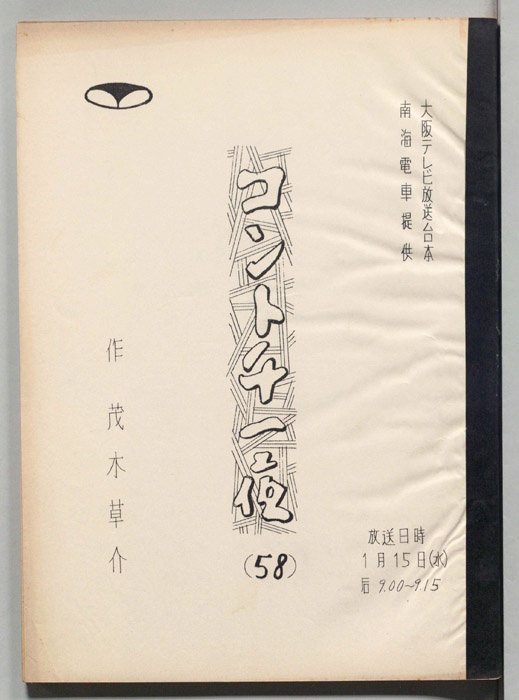 大阪テレビ放送台本
南海電車提供
コント千一夜
(58)
作 茂木草介
放送日時
1月15日(水)
后 9.00~9.15